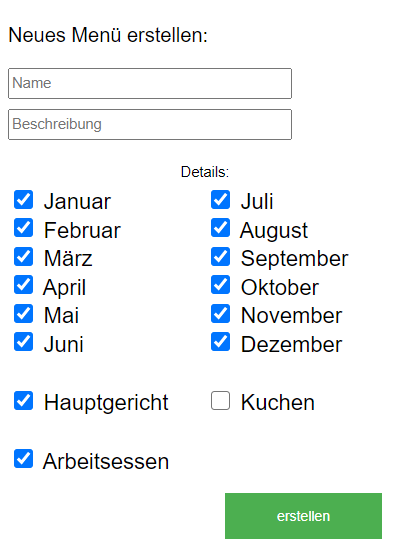 Neues Menü erstellen:
Name
Beschreibung
Details:
Januar Juli
Februar August
März September
April Oktober
Mai November
Juni Dezember
Hauptgericht Kuchen
Arbeitsessen
erstellen